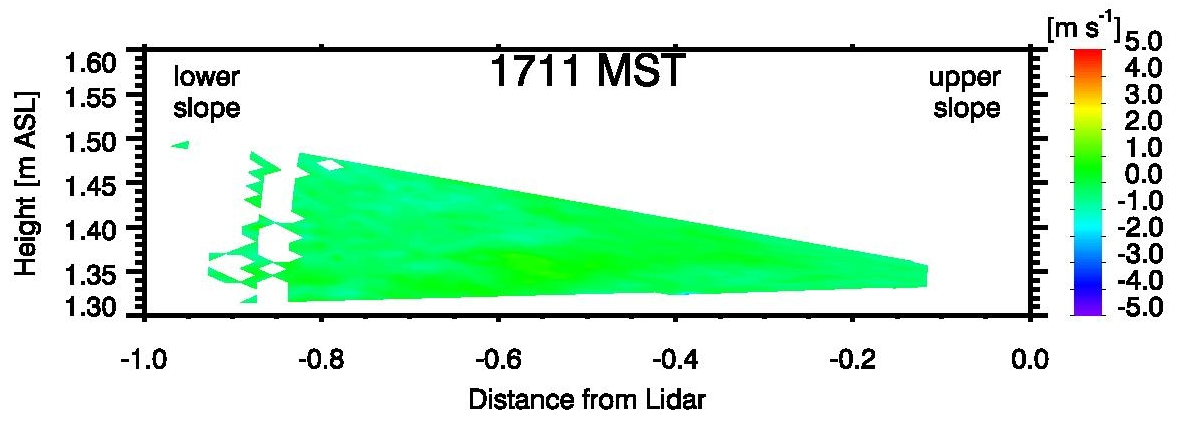 [m s⁻¹]
1711 MST
lower
slope
upper
slope
Height [m ASL]
1.60
1.55
1.50
1.45
1.40
1.35
1.30
-1.0 -0.8 -0.6 -0.4 -0.2 0.0
Distance from Lidar
5.0
4.0
3.0
2.0
1.0
0.0
-1.0
-2.0
-3.0
-4.0
-5.0